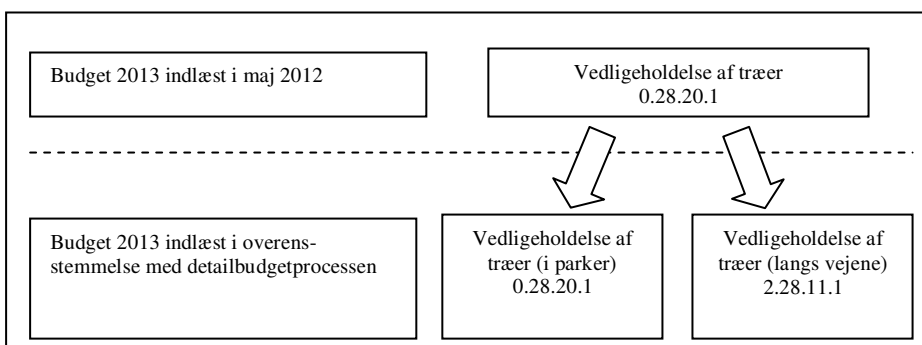 Budget 2013 indlæst i maj 2012
Vedligeholdelse af træer
0.28.20.1
Budget 2013 indlæst i overens-
stemmelse med detailbudgetprocessen
Vedligeholdelse af
træer (i parker)
0.28.20.1
Vedligeholdelse af
træer (langs vejene)
2.28.11.1